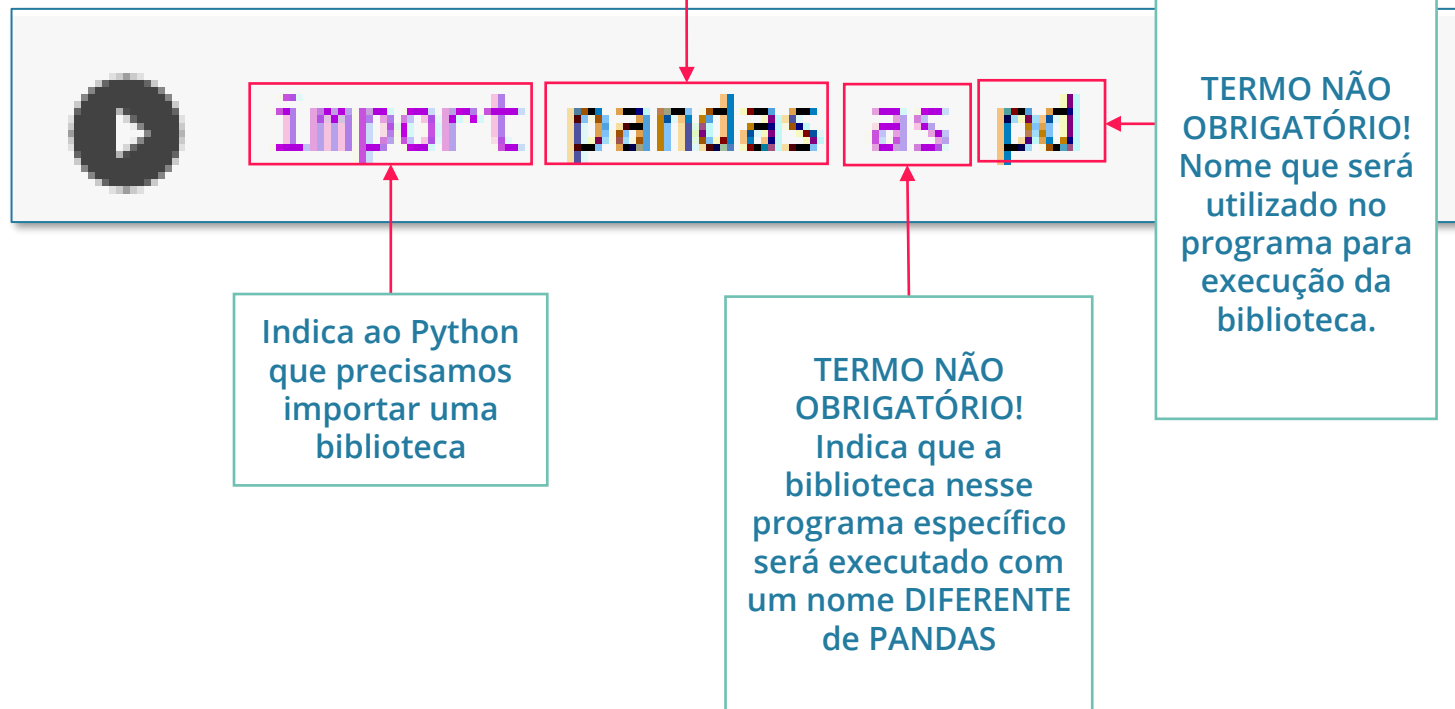 import pandas as pd
TERMO NÃO
OBRIGATÓRIO!
Nome que será
utilizado no
programa para
execução da
biblioteca.
Indica ao Python
que precisamos
importar uma
biblioteca
TERMO NÃO
OBRIGATÓRIO!
Indica que a
biblioteca nesse
programa específico
será executado com
um nome DIFERENTE
de PANDAS